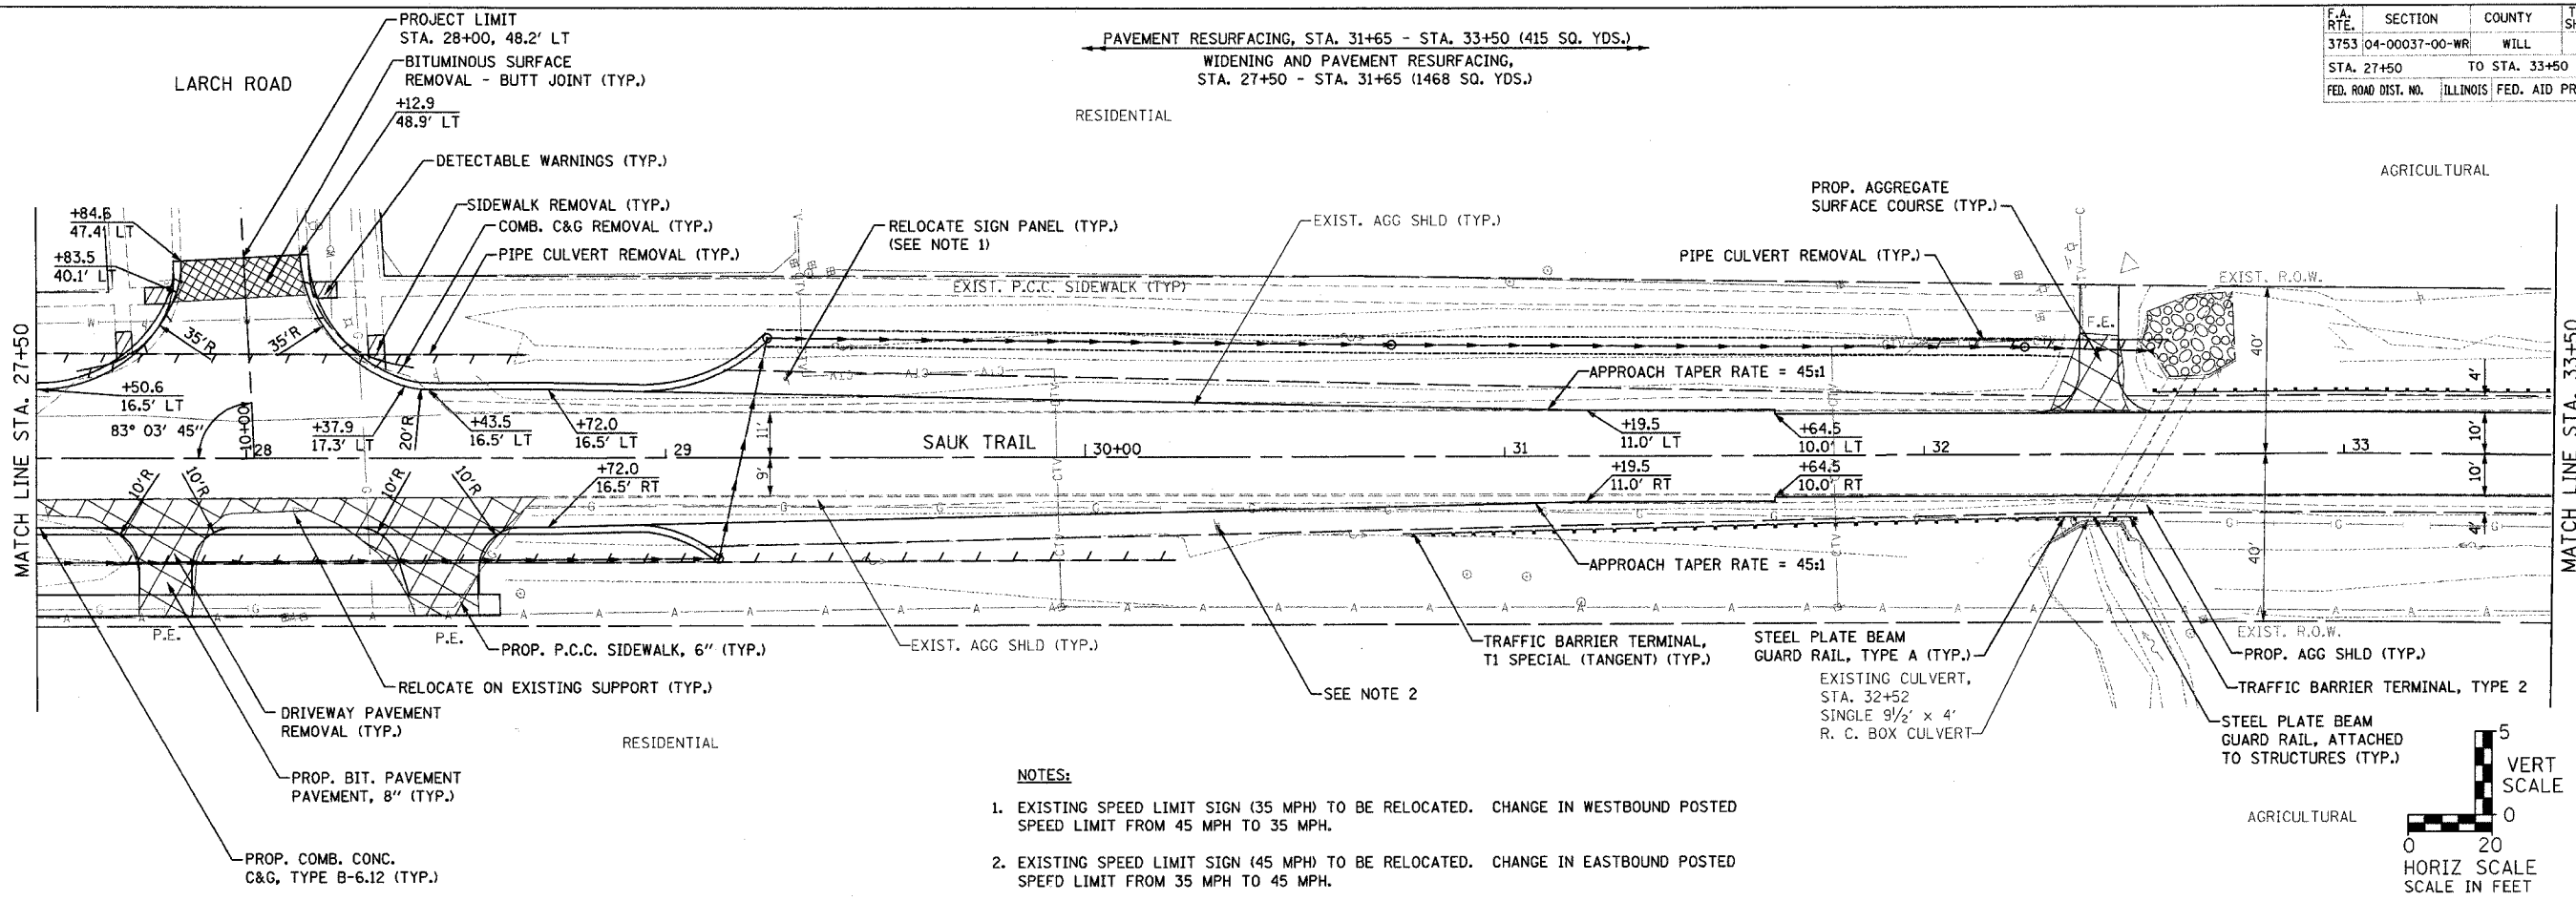 PROJECT LIMIT
STA. 28+00, 48.2' LT
BITUMINOUS SURFACE
REMOVAL - BUTT JOINT (TYP.)
LARCH ROAD
+12.9
48.9' LT
DETECTABLE WARNINGS (TYP.)
PAVEMENT RESURFACING, STA. 31+65 - STA. 33+50 (415 SQ. YDS.)
WIDENING AND PAVEMENT RESURFACING,
STA. 27+50 - STA. 31+65 (1468 SQ. YDS.)
RESIDENTIAL
F.A.
RTE.
SECTION
COUNTY
3753
04-00037-00-WR
WILL
STA. 27+50
TO STA. 33+50
FED. ROAD DIST. NO.
ILLINOIS
FED. AID PR
AGRICULTURAL
+84.6
47.4' LT
+83.5
40.1' LT
SIDEWALK REMOVAL (TYP.)
COMB. C&G REMOVAL (TYP.)
PIPE CULVERT REMOVAL (TYP.)
RELOCATE SIGN PANEL (TYP.)
(SEE NOTE 1)
EXIST. AGG SHLD (TYP.)
PROP. AGGREGATE
SURFACE COURSE (TYP.)
PIPE CULVERT REMOVAL (TYP.)
EXIST. P.C.C. SIDEWALK (TYP)
EXIST. R.O.W.
F.E.
35'R
35'R
40'
4'
MATCH LINE STA. 27+50
MATCH LINE STA. 33+50
+50.6
16.5' LT
83° 03' 45"
10+00
28
+37.9
17.3' LT
20'R
+43.5
16.5' LT
+72.0
16.5' LT
29
11'
9'
SAUK TRAIL
30+00
APPROACH TAPER RATE = 45:1
+19.5
11.0' LT
31
+64.5
10.0' LT
32
33
10'
10'
10'R
10'R
10'R
10'R
+72.0
16.5' RT
+19.5
11.0' RT
+64.5
10.0' RT
APPROACH TAPER RATE = 45:1
4'
40'
P.E.
P.E.
PROP. P.C.C. SIDEWALK, 6" (TYP.)
EXIST. AGG SHLD (TYP.)
TRAFFIC BARRIER TERMINAL,
T1 SPECIAL (TANGENT) (TYP.)
STEEL PLATE BEAM
GUARD RAIL, TYPE A (TYP.)
EXIST. R.O.W.
PROP. AGG SHLD (TYP.)
RELOCATE ON EXISTING SUPPORT (TYP.)
SEE NOTE 2
EXISTING CULVERT,
STA. 32+52
SINGLE 9 1/2' x 4'
R. C. BOX CULVERT
TRAFFIC BARRIER TERMINAL, TYPE 2
DRIVEWAY PAVEMENT
REMOVAL (TYP.)
RESIDENTIAL
STEEL PLATE BEAM
GUARD RAIL, ATTACHED
TO STRUCTURES (TYP.)
PROP. BIT. PAVEMENT
PAVEMENT, 8" (TYP.)
PROP. COMB. CONC.
C&G, TYPE B-6.12 (TYP.)
NOTES:
1. EXISTING SPEED LIMIT SIGN (35 MPH) TO BE RELOCATED. CHANGE IN WESTBOUND POSTED
SPEED LIMIT FROM 45 MPH TO 35 MPH.
2. EXISTING SPEED LIMIT SIGN (45 MPH) TO BE RELOCATED. CHANGE IN EASTBOUND POSTED
SPEED LIMIT FROM 35 MPH TO 45 MPH.
AGRICULTURAL
5
VERT
SCALE
0
0 20
HORIZ SCALE
SCALE IN FEET